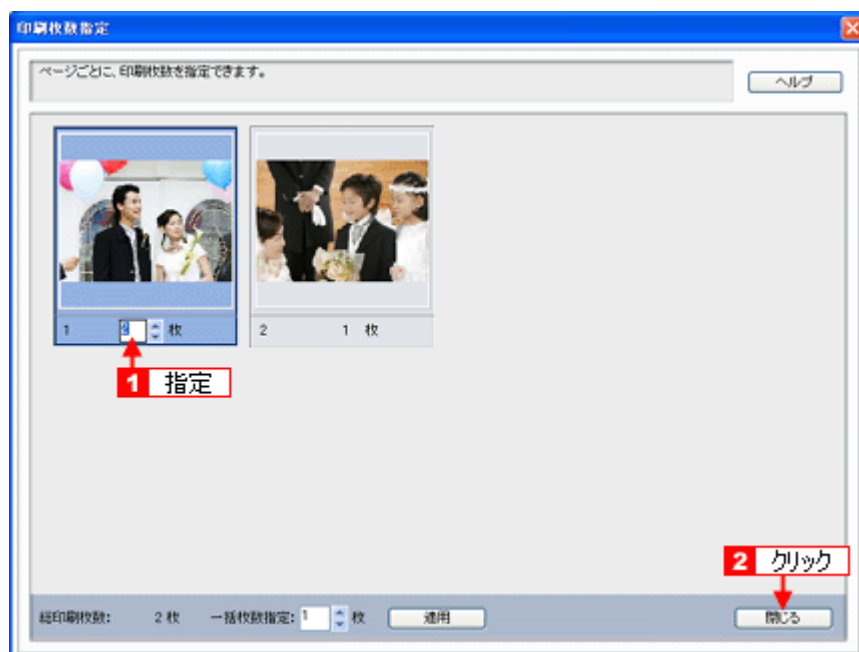 印刷枚数指定
ページごとに、印刷枚数を指定できます。
ヘルプ
1 2 枚
2 1 枚
1 指定
2 クリック
総印刷枚数: 2 枚 一括枚数指定: 1 枚 適用 閉じる